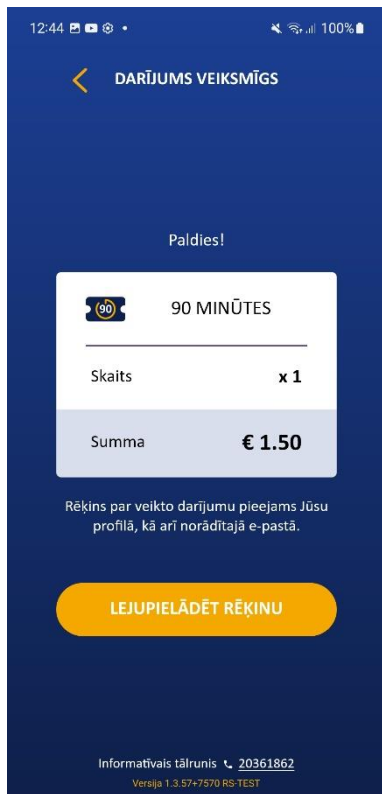 12:44 100%
DARĪJUMS VEIKSMĪGS
Paldies!
90 90 MINŪTES
Skaits x 1
Summa € 1.50
Rēķins par veikto darījumu pieejams Jūsu
profilā, kā arī norādītajā e-pastā.
LEJUPIELĀDĒT RĒĶINU
Informatīvais tālrunis 20361862
Versija 1.3.57+7570 RS-TEST